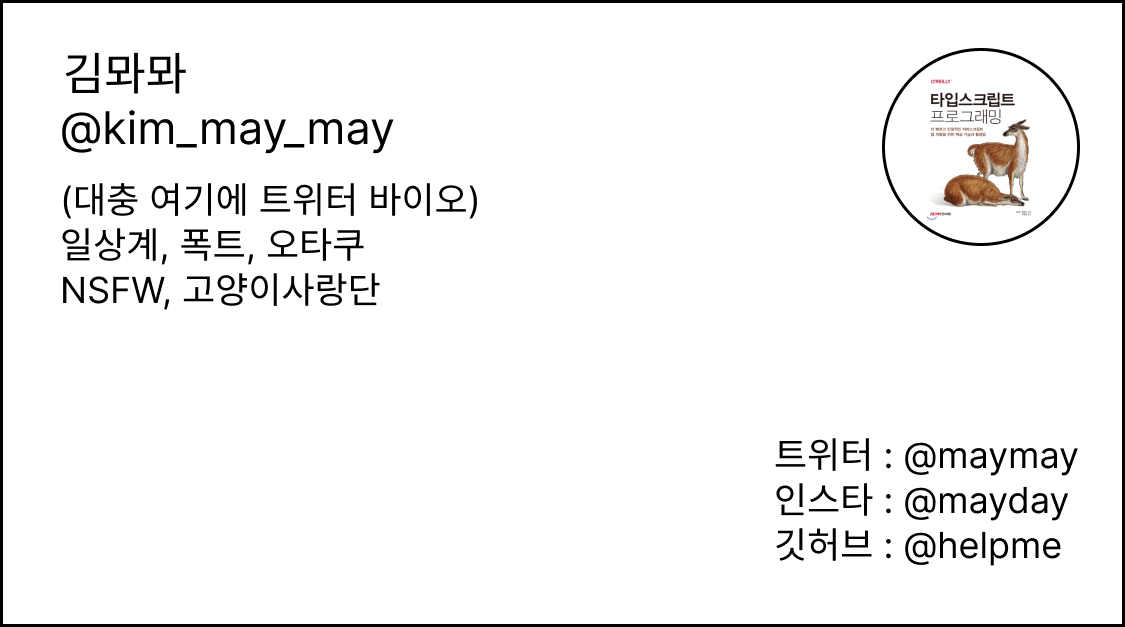 김뫄뫄
@kim_may_may
(대충 여기에 트위터 바이오)
일상계, 폭트, 오타쿠
NSFW, 고양이사랑단
O'REILLY
타입스크립트
프로그래밍
트위터 : @maymay
인스타 : @mayday
깃허브 : @helpme